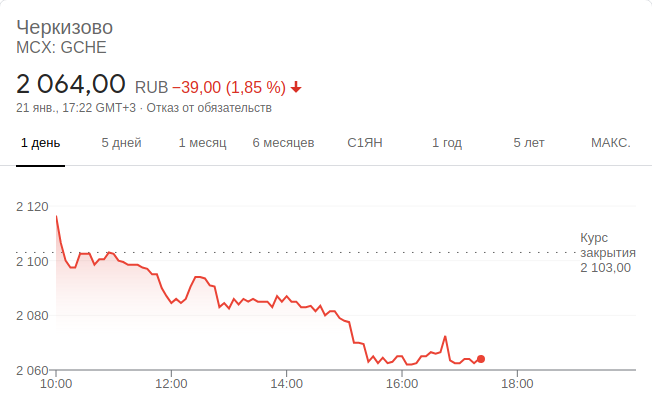 Черкизово
MCX: GCHE
2 064,00 RUB −39,00 (1,85 %)
21 янв., 17:22 GMT+3 · Отказ от обязательств
1 день 5 дней 1 месяц 6 месяцев С1ЯН 1 год 5 лет МАКС.
2 120
Курс
закрытия
2 103,00
2 100
2 080
2 060
10:00 12:00 14:00 16:00 18:00